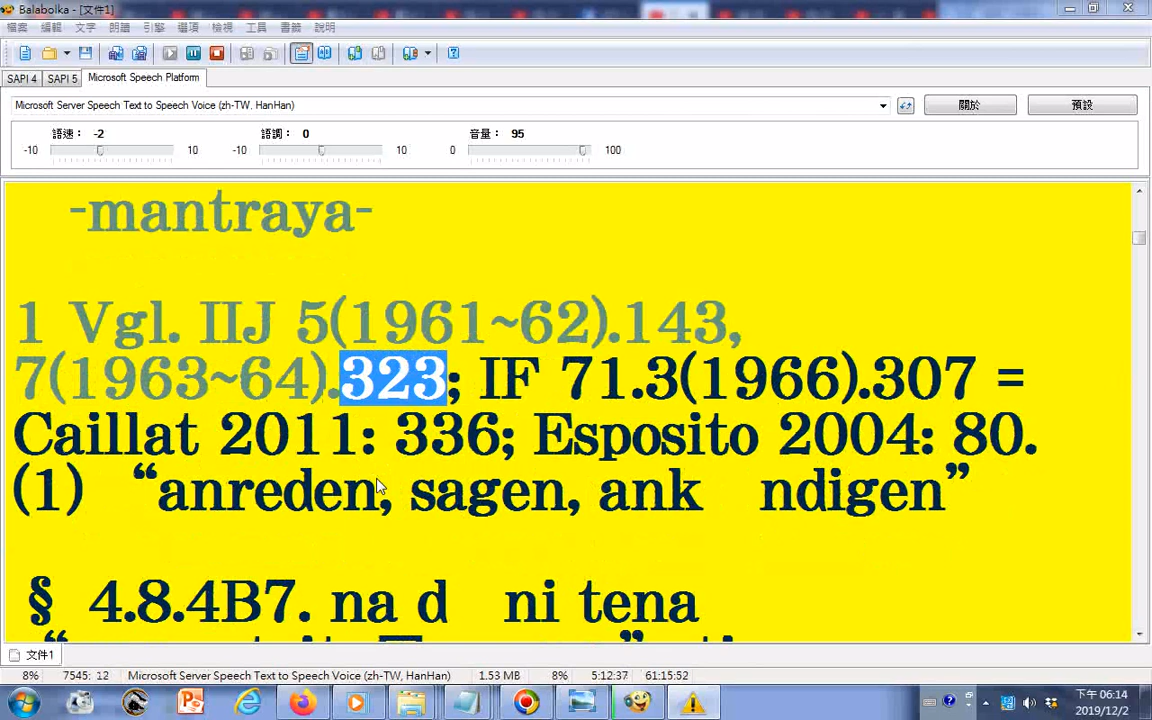 Balabolka - [文件1]
檔案 編輯 文字 朗讀 引擎 選項 檢視 工具 書籤 說明
SAPI 4 SAPI 5 Microsoft Speech Platform
Microsoft Server Speech Text to Speech Voice (zh-TW, HanHan) 關於 預設
語速： -2 語調： 0 音量： 95
-10 10 -10 10 0 100
-mantraya-
1 Vgl. IIJ 5(1961~62).143,
7(1963~64).323; IF 71.3(1966).307 =
Caillat 2011: 336; Esposito 2004: 80.
(1) “anreden, sagen, ank ndigen”
§ 4.8.4B7. na d ni tena
文件1
8% 7545: 12 Microsoft Server Speech Text to Speech Voice (zh-TW, HanHan) 1.53 MB 8% 5:12:37 61:15:52
下午 06:14
2019/12/2